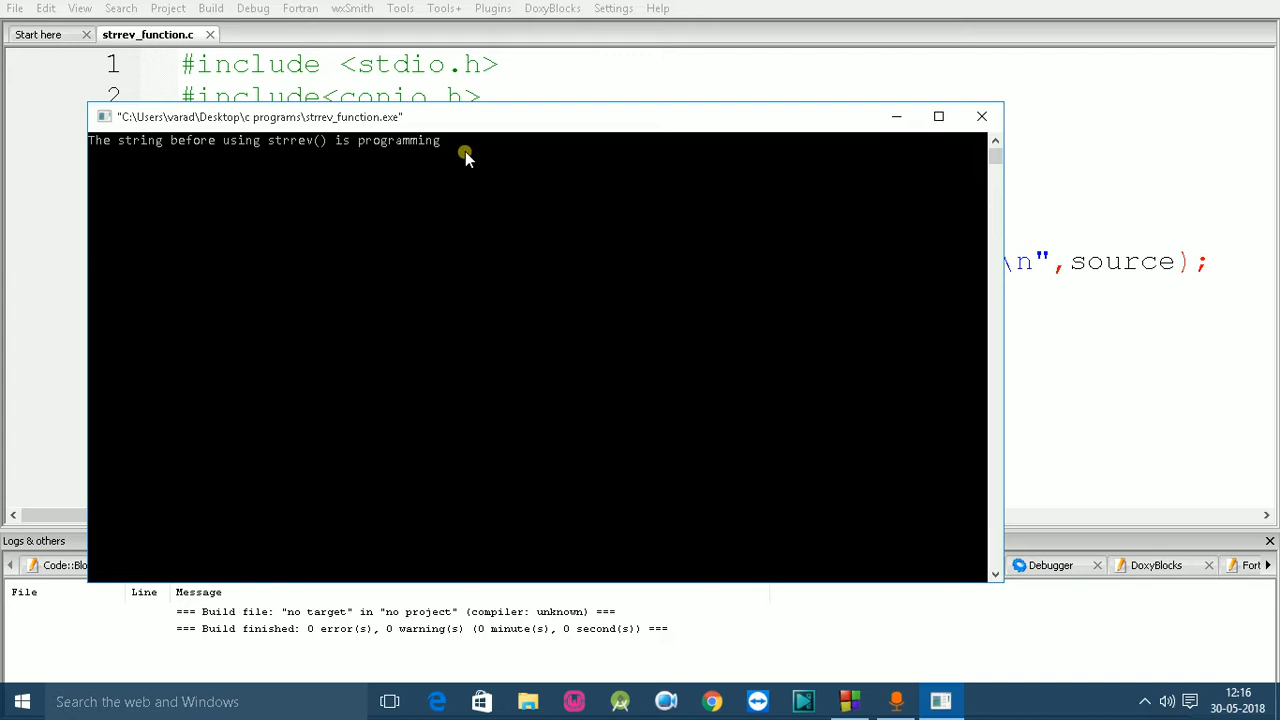 File Edit View Search Project Build Debug Fortran wxSmith Tools Tools+ Plugins DoxyBlocks Settings Help
Start here strrev_function.c
1 #include <stdio.h>
2 #include<conio.h>
"C:\Users\varad\Desktop\c programs\strrev_function.exe"
The string before using strrev() is programming
\n",source);
Logs & others
Code::Blo Debugger DoxyBlocks Fort
File Line Message
=== Build file: "no target" in "no project" (compiler: unknown) ===
=== Build finished: 0 error(s), 0 warning(s) (0 minute(s), 0 second(s)) ===
Search the web and Windows
12:16
30-05-2018